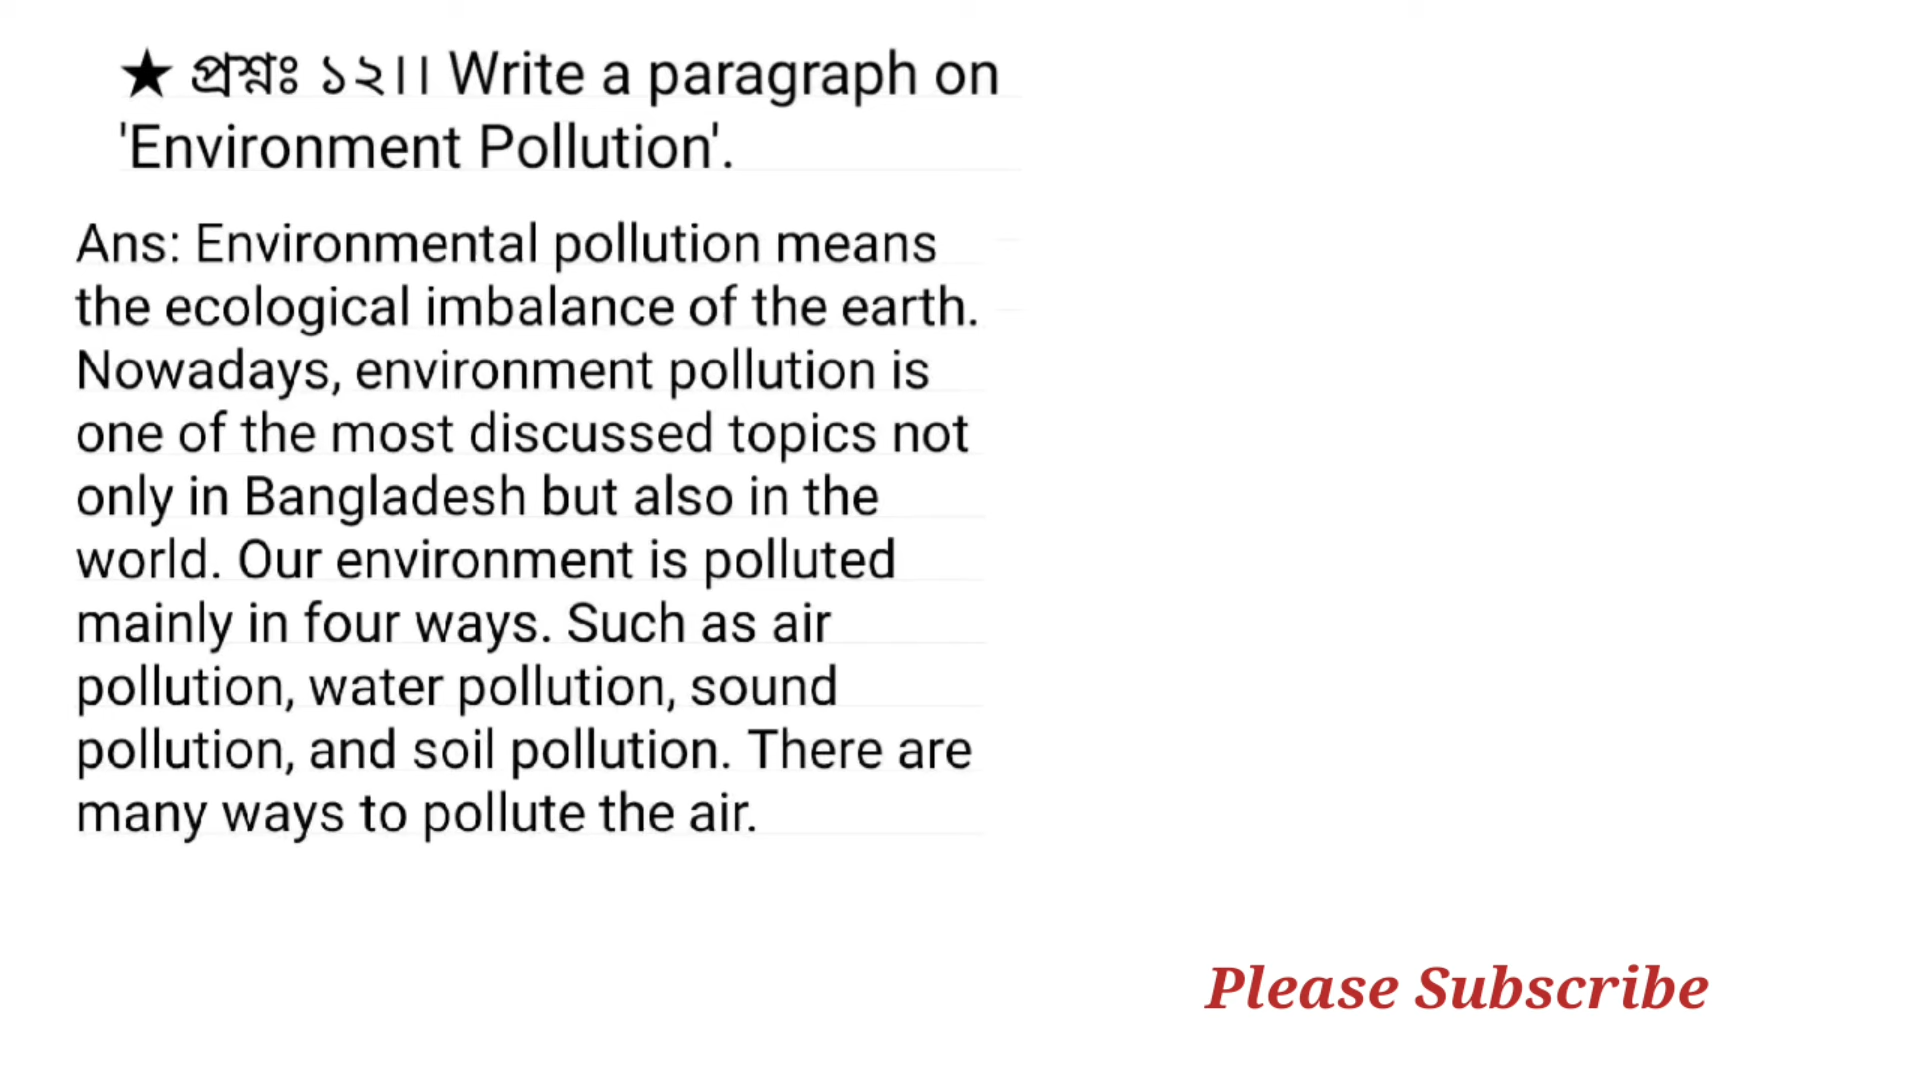 ★ প্রশ্নঃ ১২।। Write a paragraph on
'Environment Pollution'.
Ans: Environmental pollution means
the ecological imbalance of the earth.
Nowadays, environment pollution is
one of the most discussed topics not
only in Bangladesh but also in the
world. Our environment is polluted
mainly in four ways. Such as air
pollution, water pollution, sound
pollution, and soil pollution. There are
many ways to pollute the air.
Please Subscribe